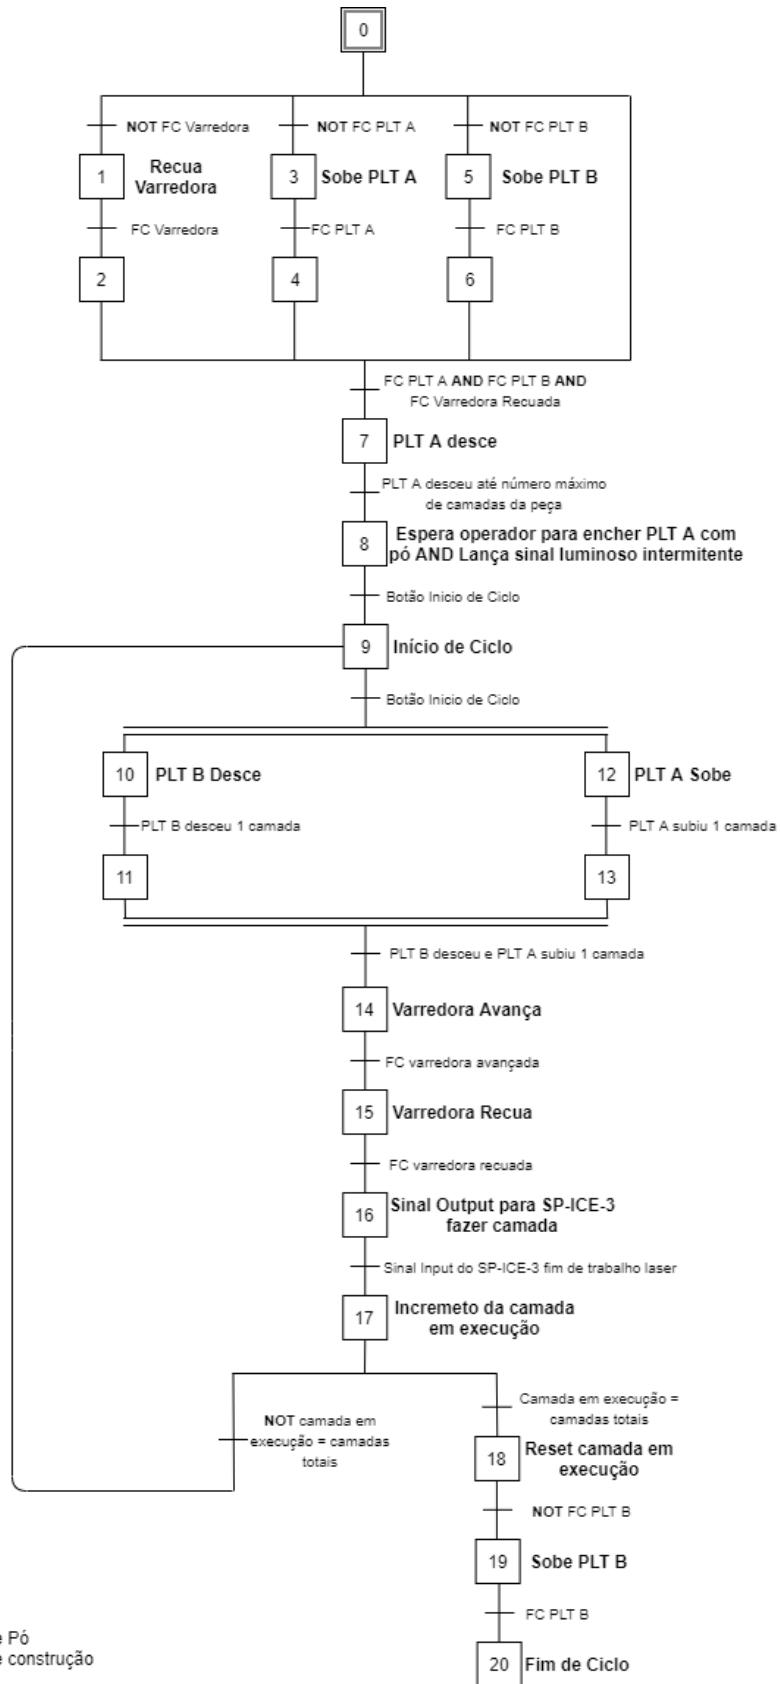 0
NOT FC Varredora
NOT FC PLT A
NOT FC PLT B
1
Recua
Varredora
3
Sobe PLT A
5
Sobe PLT B
FC Varredora
FC PLT A
FC PLT B
2
4
6
FC PLT A AND FC PLT B AND
FC Varredora Recuada
7
PLT A desce
PLT A desceu até número máximo
de camadas da peça
8
Espera operador para encher PLT A com
pó AND Lança sinal luminoso intermitente
Botão Inicio de Ciclo
9
Início de Ciclo
Botão Inicio de Ciclo
10
PLT B Desce
12
PLT A Sobe
PLT B desceu 1 camada
PLT A subiu 1 camada
11
13
PLT B desceu e PLT A subiu 1 camada
14
Varredora Avança
FC varredora avançada
15
Varredora Recua
FC varredora recuada
16
Sinal Output para SP-ICE-3
fazer camada
Sinal Input do SP-ICE-3 fim de trabalho laser
17
Incremeto da camada
em execução
NOT camada em
execução = camadas
totais
Camada em execução =
camadas totais
18
Reset camada em
execução
NOT FC PLT B
19
Sobe PLT B
FC PLT B
20
Fim de Ciclo
e Pó
e construção